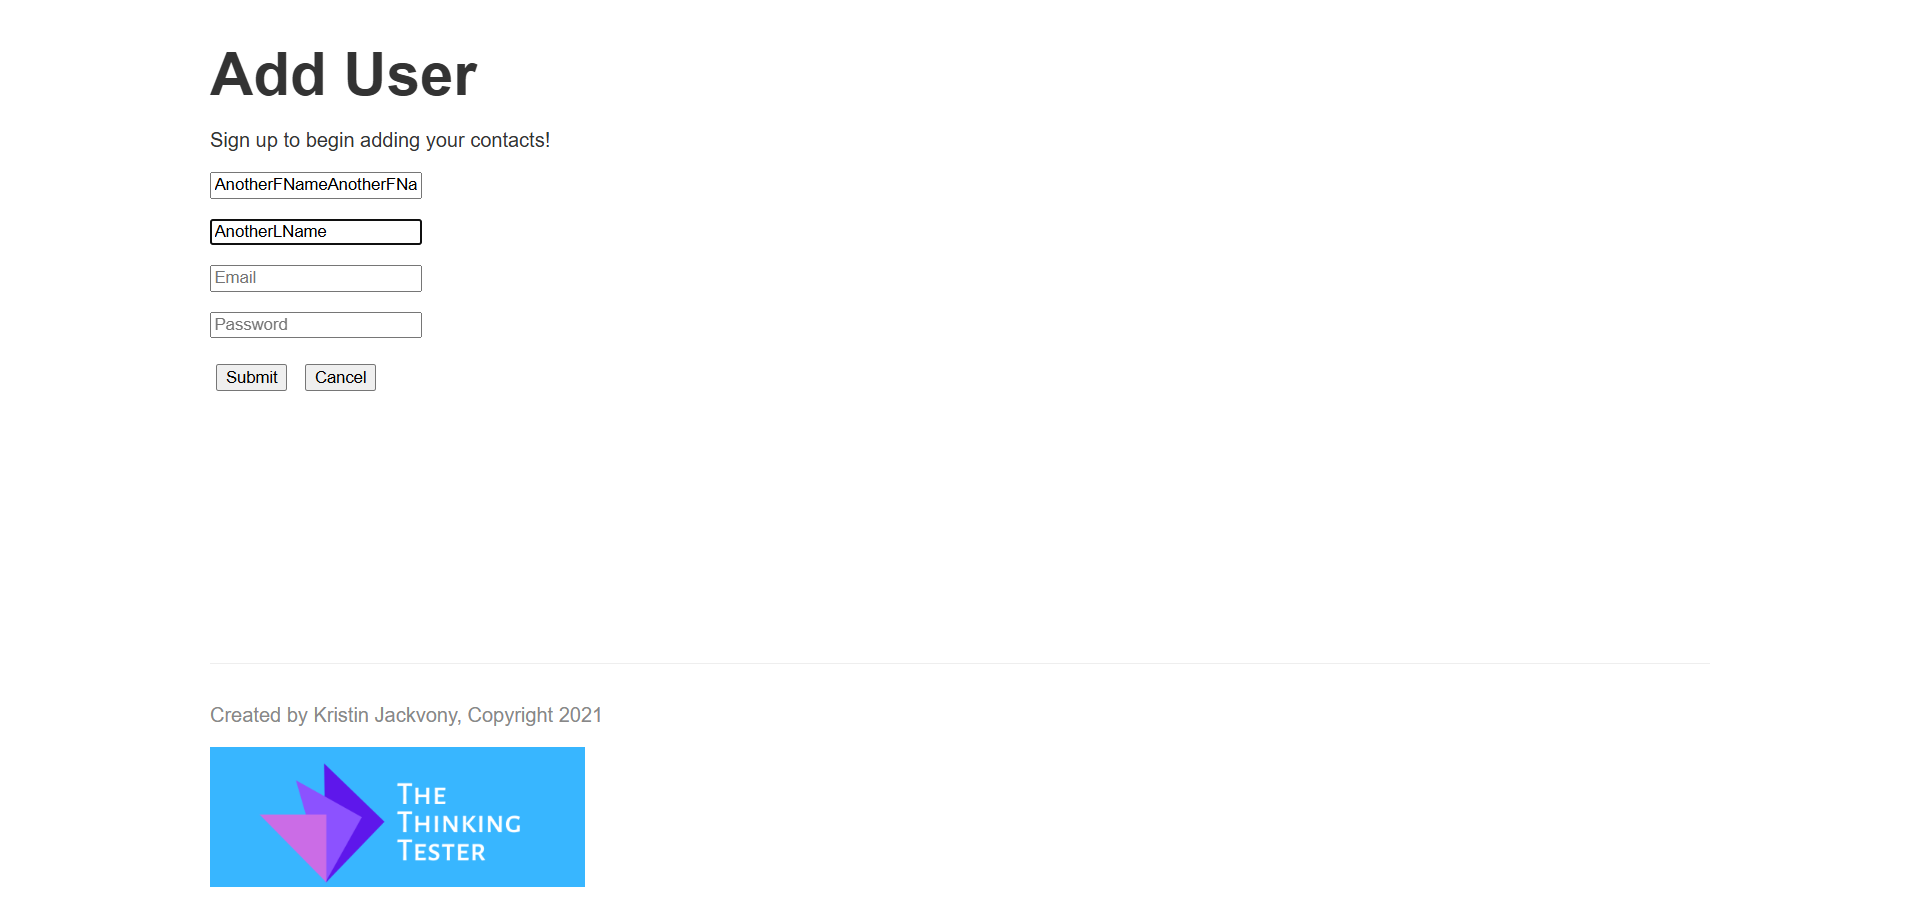 Add User
Sign up to begin adding your contacts!
AnotherFNameAnotherFNa
AnotherLName
Email
Password
Submit Cancel
Created by Kristin Jackvony, Copyright 2021
THE
THINKING
TESTER